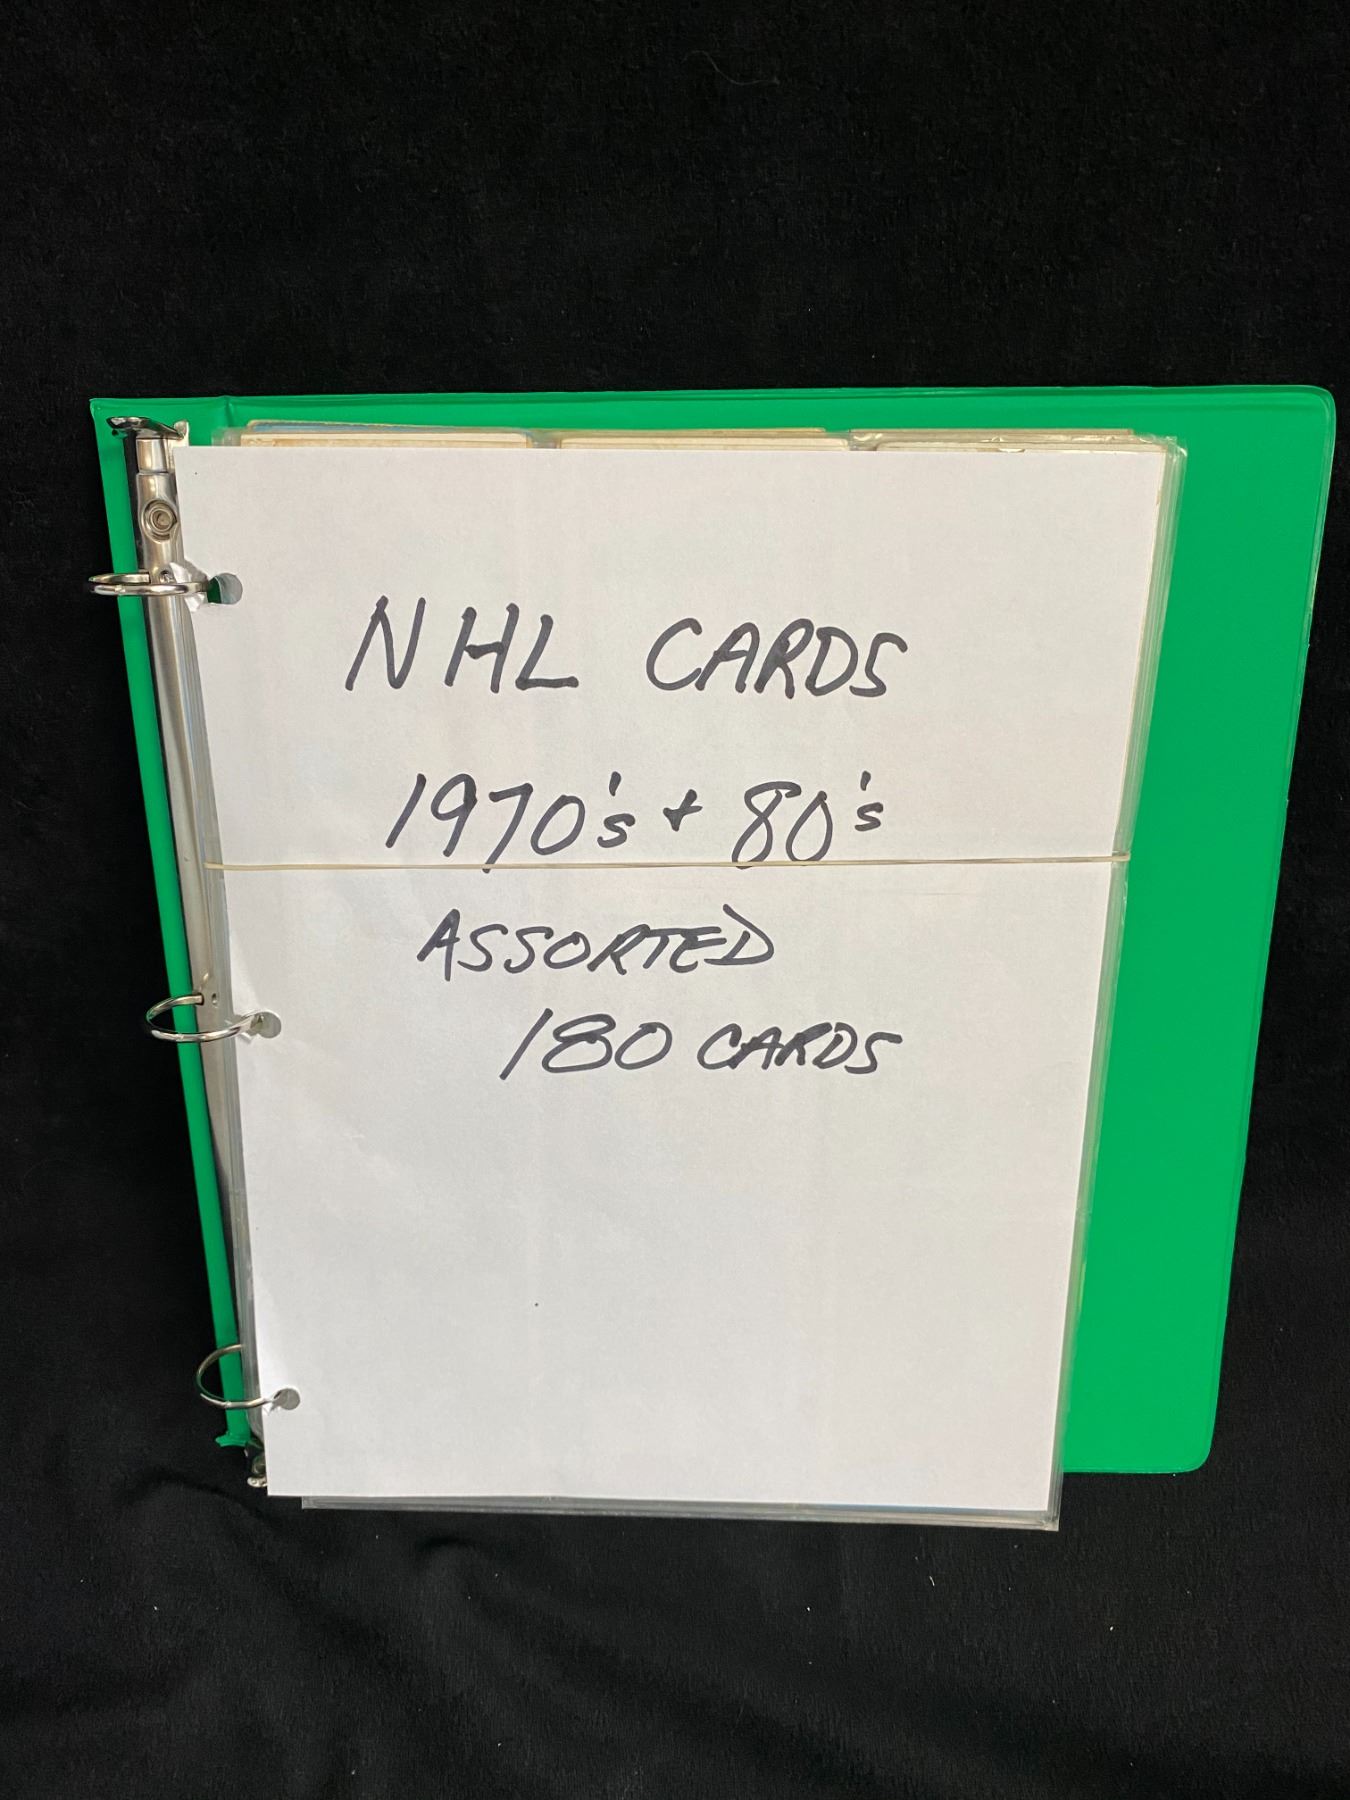 NHL CARDS
1970's + 80's
ASSORTED
180 CARDS